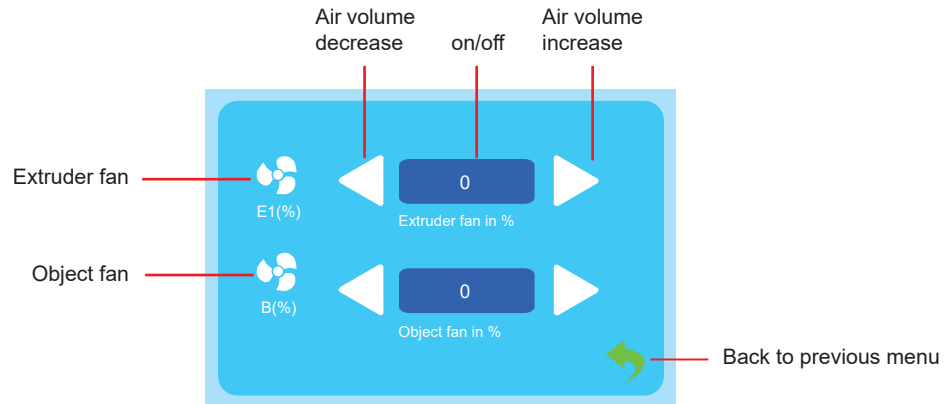 Air volume
decrease
on/off
Air volume
increase
Extruder fan
E1(%)
0
Extruder fan in %
Object fan
B(%)
0
Object fan in %
Back to previous menu